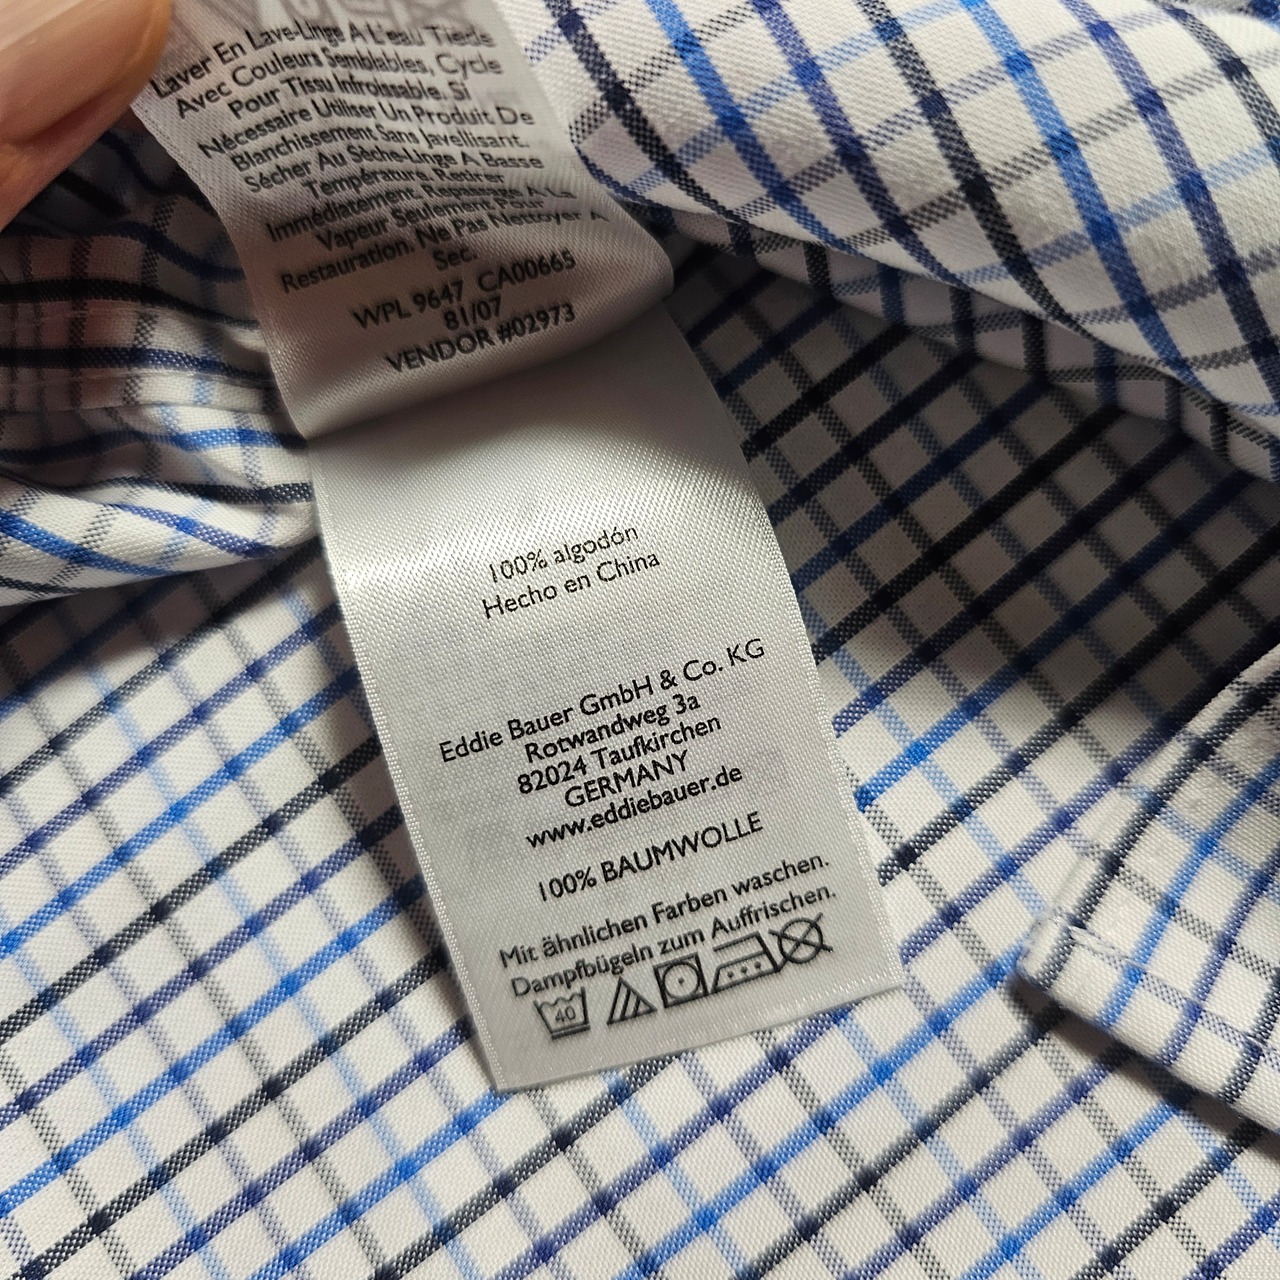 Laver En Lave-Linge A L'eau Tiede
Avec Couleurs Semblables, Cycle
Pour Tissu Infroissable. Si
Nécessaire Utiliser Un Produit De
Blanchissement Sans Javellisant.
Sécher Au Sèche-Linge A Basse
Température. Retirer
Immédiatement. Repassage A La
Vapeur Seulement Pour
Restauration. Ne Pas Nettoyer A
Sec.
WPL 9647 CA00665
81/07
VENDOR #02973
100% algodón
Hecho en China
Eddie Bauer GmbH & Co. KG
Rotwandweg 3a
82024 Taufkirchen
GERMANY
www.eddiebauer.de
100% BAUMWOLLE
Mit ähnlichen Farben waschen.
Dampfbügeln zum Auffrischen.
40